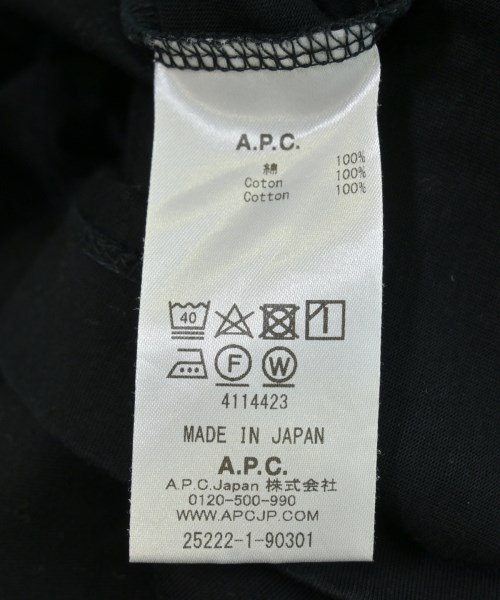 A.P.C.
綿 100%
Coton 100%
Cotton 100%
40
F W
4114423
MADE IN JAPAN
A.P.C.
A.P.C.Japan 株式会社
0120-500-990
WWW.APCJP.COM
25222-1-90301